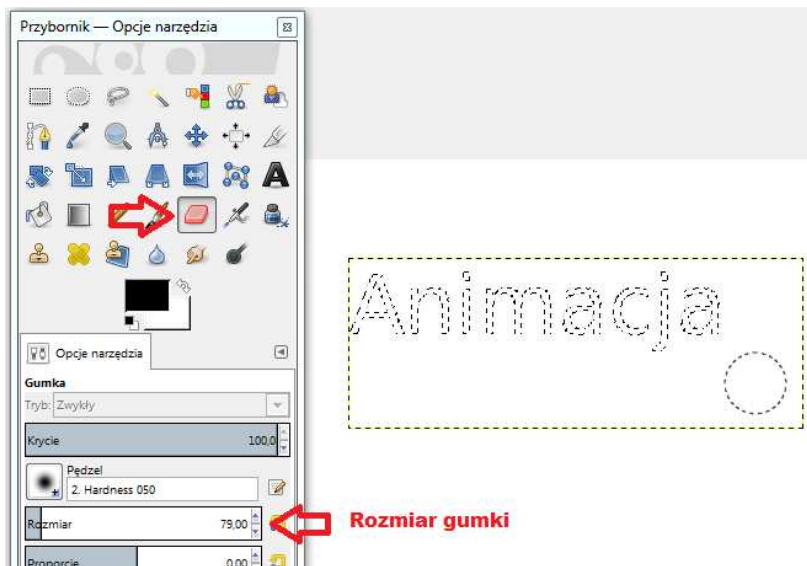 Przybornik — Opcje narzędzia
Opcje narzędzia
Gumka
Tryb: Zwykły
Krycie 100,0
Pędzel
2. Hardness 050
Rozmiar 79,00
Proporcje 0,00
Animacja
Rozmiar gumki